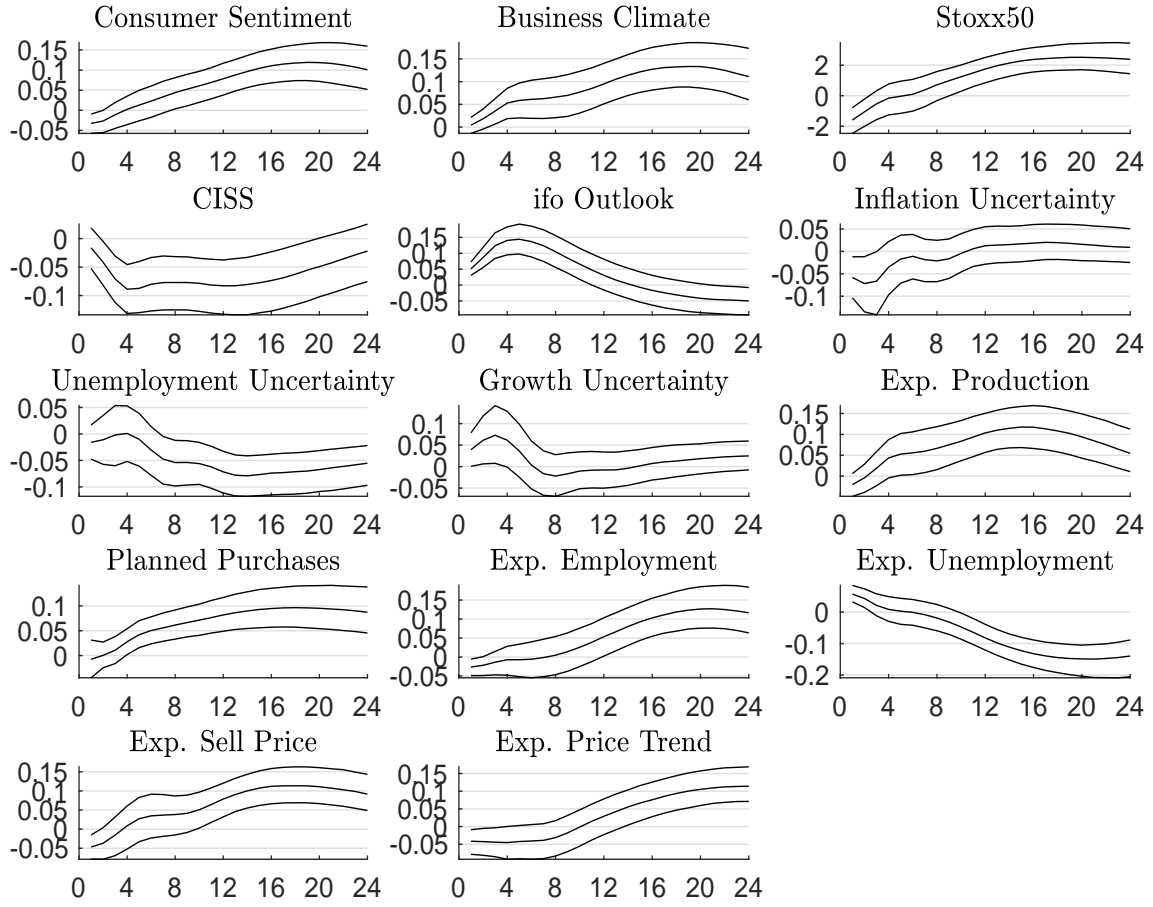 Consumer Sentiment
0.15
0.1
0.05
0
-0.05
0 4 8 12 16 20 24
Business Climate
0.15
0.1
0.05
0
0 4 8 12 16 20 24
Stoxx50
2
0
-2
0 4 8 12 16 20 24
CISS
0
-0.05
-0.1
0 4 8 12 16 20 24
ifo Outlook
0.15
0.1
0.05
0
-0.05
0 4 8 12 16 20 24
Inflation Uncertainty
0.05
0
-0.05
-0.1
0 4 8 12 16 20 24
Unemployment Uncertainty
0.05
0
-0.05
-0.1
0 4 8 12 16 20 24
Growth Uncertainty
0.1
0.05
0
-0.05
0 4 8 12 16 20 24
Exp. Production
0.15
0.1
0.05
0
0 4 8 12 16 20 24
Planned Purchases
0.1
0.05
0
0 4 8 12 16 20 24
Exp. Employment
0.15
0.1
0.05
0
-0.05
0 4 8 12 16 20 24
Exp. Unemployment
0
-0.1
-0.2
0 4 8 12 16 20 24
Exp. Sell Price
0.15
0.1
0.05
0
-0.05
0 4 8 12 16 20 24
Exp. Price Trend
0.15
0.1
0.05
0
-0.05
0 4 8 12 16 20 24